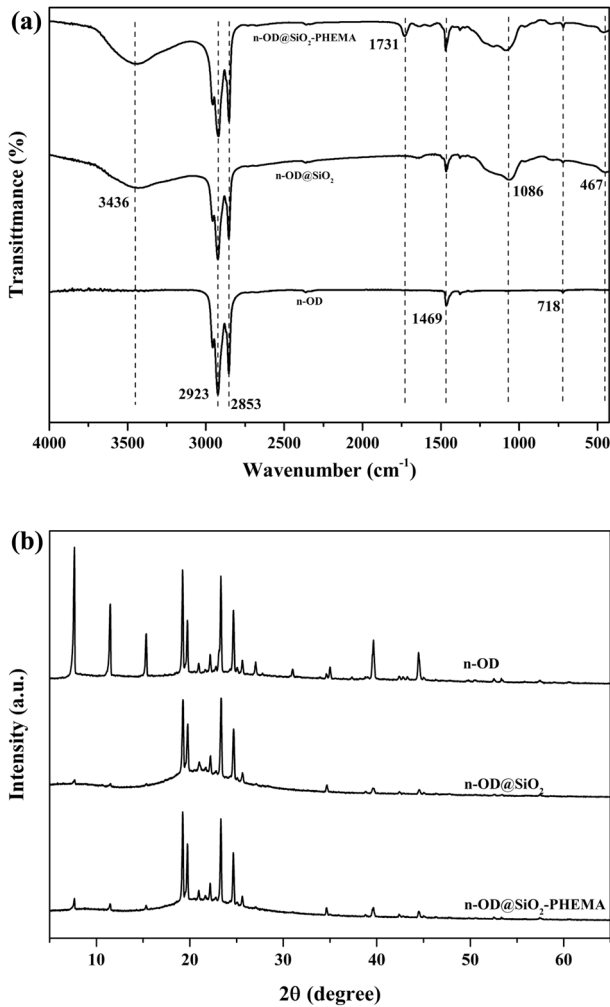 (a)
n-OD@SiO₂-PHEMA
1731
n-OD@SiO₂
3436
1086
467
n-OD
1469
718
2923
2853
Transittmance (%)
4000 3500 3000 2500 2000 1500 1000 500
Wavenumber (cm⁻¹)
(b)
n-OD
n-OD@SiO₂
n-OD@SiO₂-PHEMA
Intensity (a.u.)
10 20 30 40 50 60
2θ (degree)